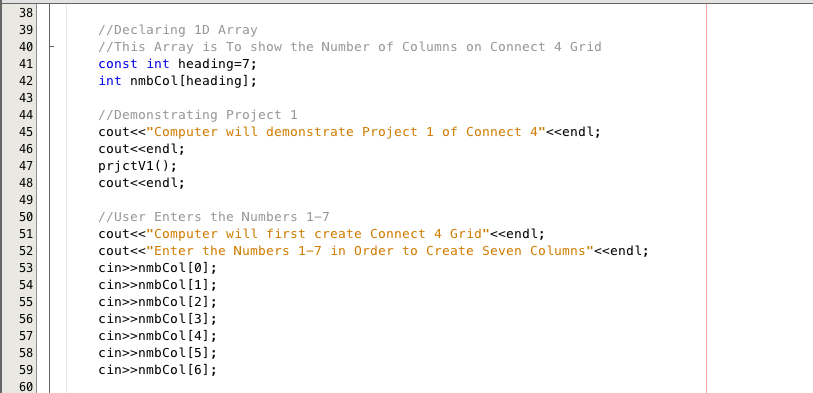 38
39 //Declaring 1D Array
40 //This Array is To show the Number of Columns on Connect 4 Grid
41 const int heading=7;
42 int nmbCol[heading];
43
44 //Demonstrating Project 1
45 cout<<"Computer will demonstrate Project 1 of Connect 4"<<endl;
46 cout<<endl;
47 prjctV1();
48 cout<<endl;
49
50 //User Enters the Numbers 1-7
51 cout<<"Computer will first create Connect 4 Grid"<<endl;
52 cout<<"Enter the Numbers 1-7 in Order to Create Seven Columns"<<endl;
53 cin>>nmbCol[0];
54 cin>>nmbCol[1];
55 cin>>nmbCol[2];
56 cin>>nmbCol[3];
57 cin>>nmbCol[4];
58 cin>>nmbCol[5];
59 cin>>nmbCol[6];
60